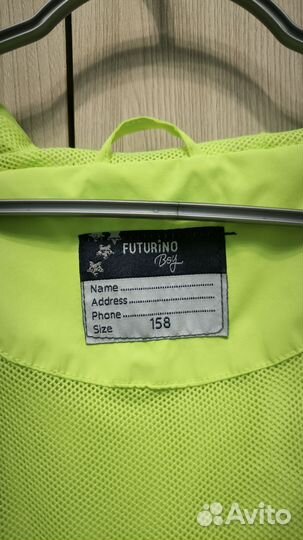 FUTURINO
Boy
Name
Address
Phone
Size 158
Avito